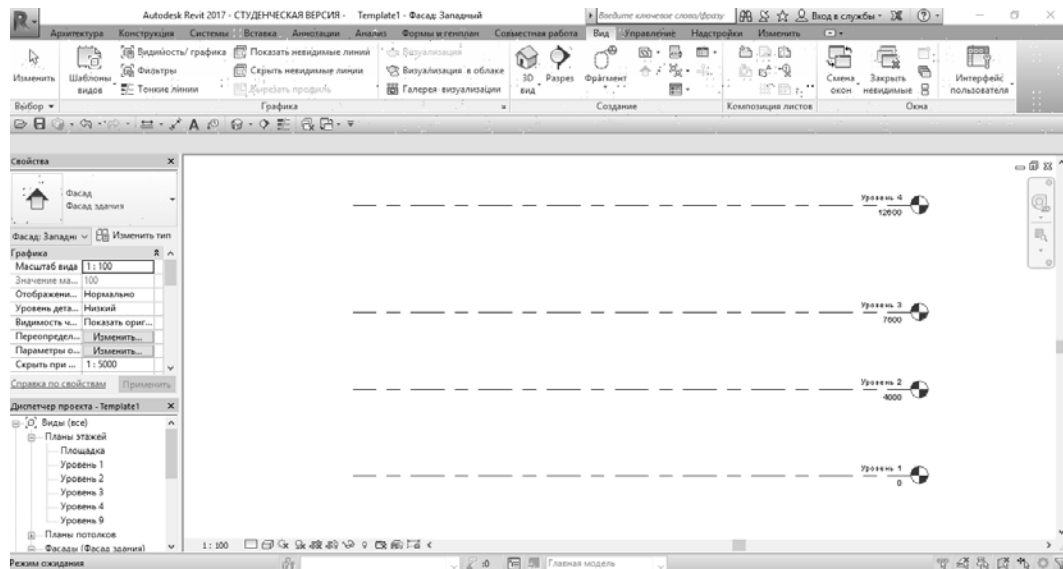 Autodesk Revit 2017 - СТУДЕНЧЕСКАЯ ВЕРСИЯ - Template1 - Фасад: Западный
Введите ключевое слово/фразу
Вход в службы
Архитектура Конструкция Системы Вставка Аннотации Анализ Формы и генплан Совместная работа Вид Управление Надстройки Изменить
Изменить
Шаблоны видов
Видимость/ графика
Фильтры
Тонкие линии
Показать невидимые линии
Скрыть невидимые линии
Вырезать профиль
Визуализация
Визуализация в облаке
Галерея визуализации
3D вид
Разрез
Фрагмент
Смена окон
Закрыть невидимые
Интерфейс пользователя
Выбор
Графика
Создание
Композиция листов
Окна
Свойства
Фасад
Фасад здания
Фасад: Западн
Изменить тип
Графика
Масштаб вида 1 : 100
Значение ма... 100
Отображени... Нормально
Уровень дета... Низкий
Видимость ч... Показать ориг...
Переопредел... Изменить...
Параметры о... Изменить...
Скрыть при ... 1 : 5000
Справка по свойствам
Применить
Диспетчер проекта - Template1
Виды (все)
Планы этажей
Площадка
Уровень 1
Уровень 2
Уровень 3
Уровень 4
Уровень 9
Планы потолков
Фасады (Фасад здания)
Уровень 4
12600
Уровень 3
7600
Уровень 2
4000
Уровень 1
0
1 : 100
Режим ожидания
:0
Главная модель